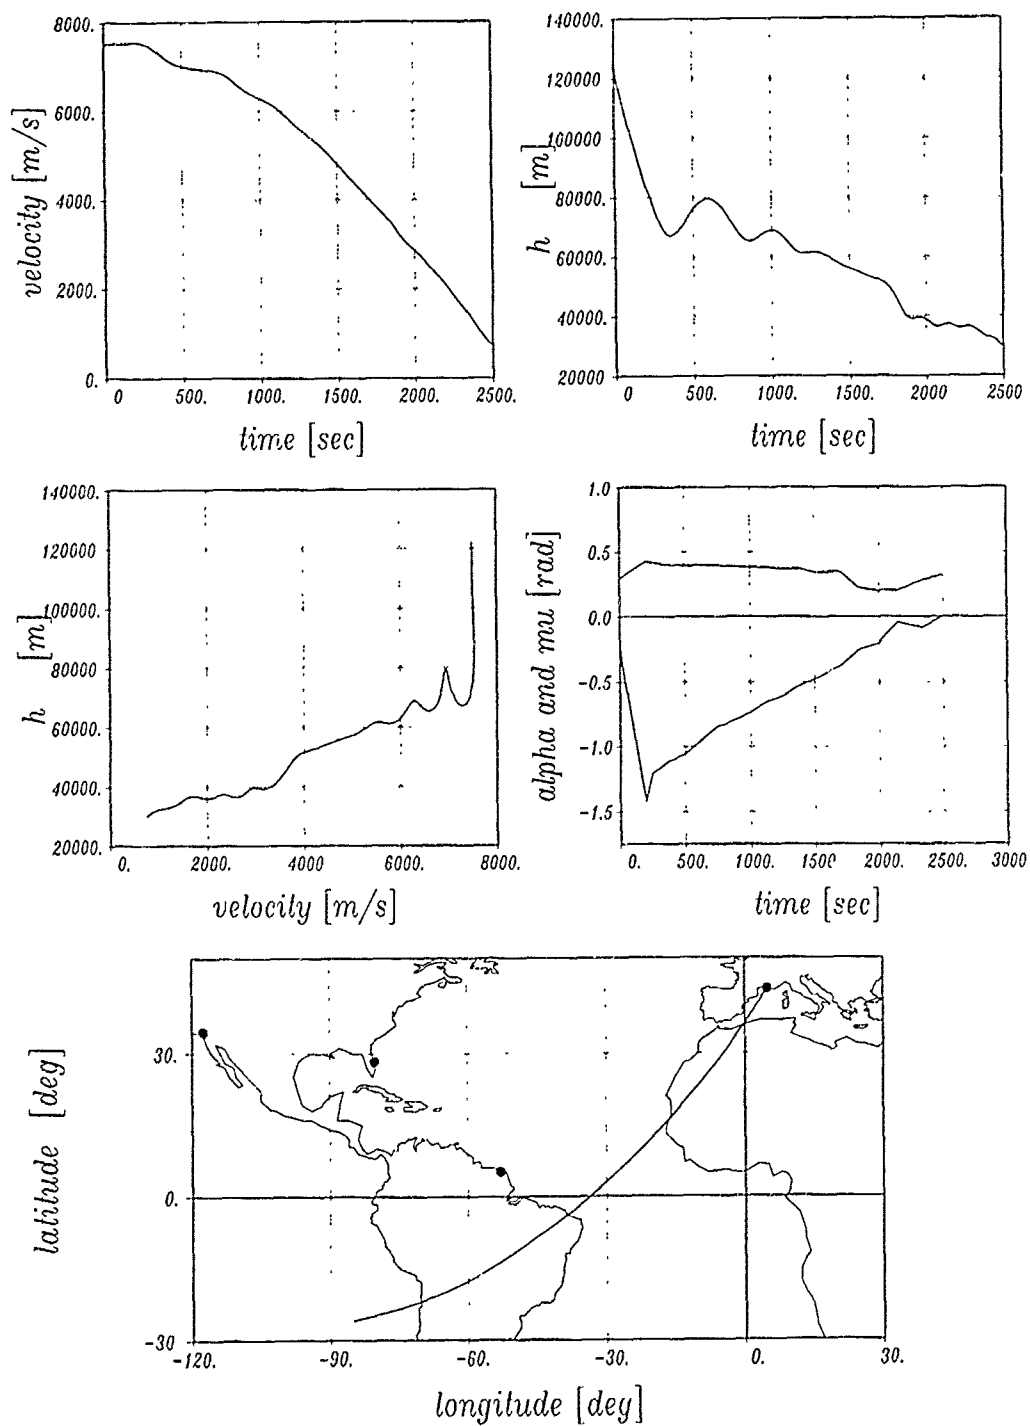 8000.
6000.
4000.
2000.
0.
velocity [m/s]
0 500. 1000. 1500. 2000. 2500
time [sec]
140000.
120000
100000.
80000.
60000.
40000.
20000
h [m]
0 500. 1000. 1500. 2000 2500
time [sec]
140000.
120000.
100000.
80000.
60000.
40000.
20000.
h [m]
0. 2000. 4000. 6000. 8000.
velocity [m/s]
1.0
0.5
0.0
-0.5
-1.0
-1.5
alpha and mu [rad]
0. 500. 1000. 1500 2000. 2500. 3000
time [sec]
30.
0.
-30
latitude [deg]
-120. -90. -60. -30. 0. 30.
longitude [deg]